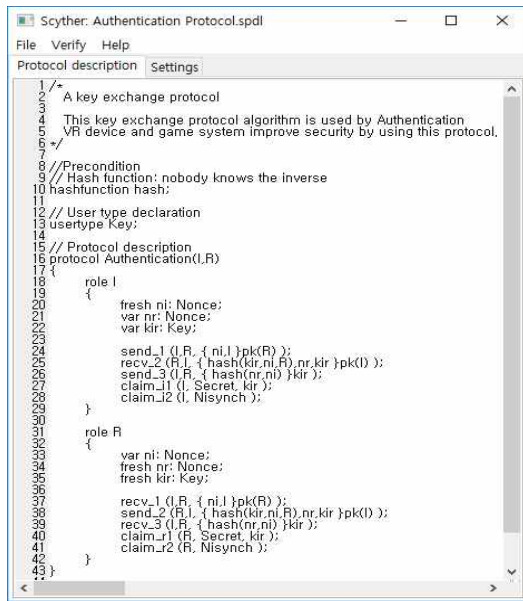 Scyther: Authentication Protocol.spdl
File Verify Help
Protocol description Settings
1 /*
2 A key exchange protocol
3
4 This key exchange protocol algorithm is used by Authentication
5 VR device and game system improve security by using this protocol.
6 */
7
8 //Precondition
9 // Hash function: nobody knows the inverse
10 hashfunction hash;
11
12 // User type declaration
13 usertype Key;
14
15 // Protocol description
16 protocol Authentication(I,R)
17 {
18 role I
19 {
20 fresh ni: Nonce;
21 var nr: Nonce;
22 var kir: Key;
23
24 send_1 (I,R, { ni,I }pk(R) );
25 recv_2 (R,I, { hash(kir,ni,R),nr,kir }pk(I) );
26 send_3 (I,R, { hash(nr,ni) }kir );
27 claim_i1 (I, Secret, kir );
28 claim_i2 (I, Nisynch );
29 }
30
31 role R
32 {
33 var ni: Nonce;
34 fresh nr: Nonce;
35 fresh kir: Key;
36
37 recv_1 (I,R, { ni,I }pk(R) );
38 send_2 (R,I, { hash(kir,ni,R),nr,kir }pk(I) );
39 recv_3 (I,R, { hash(nr,ni) }kir );
40 claim_r1 (R, Secret, kir );
41 claim_r2 (R, Nisynch );
42 }
43 }